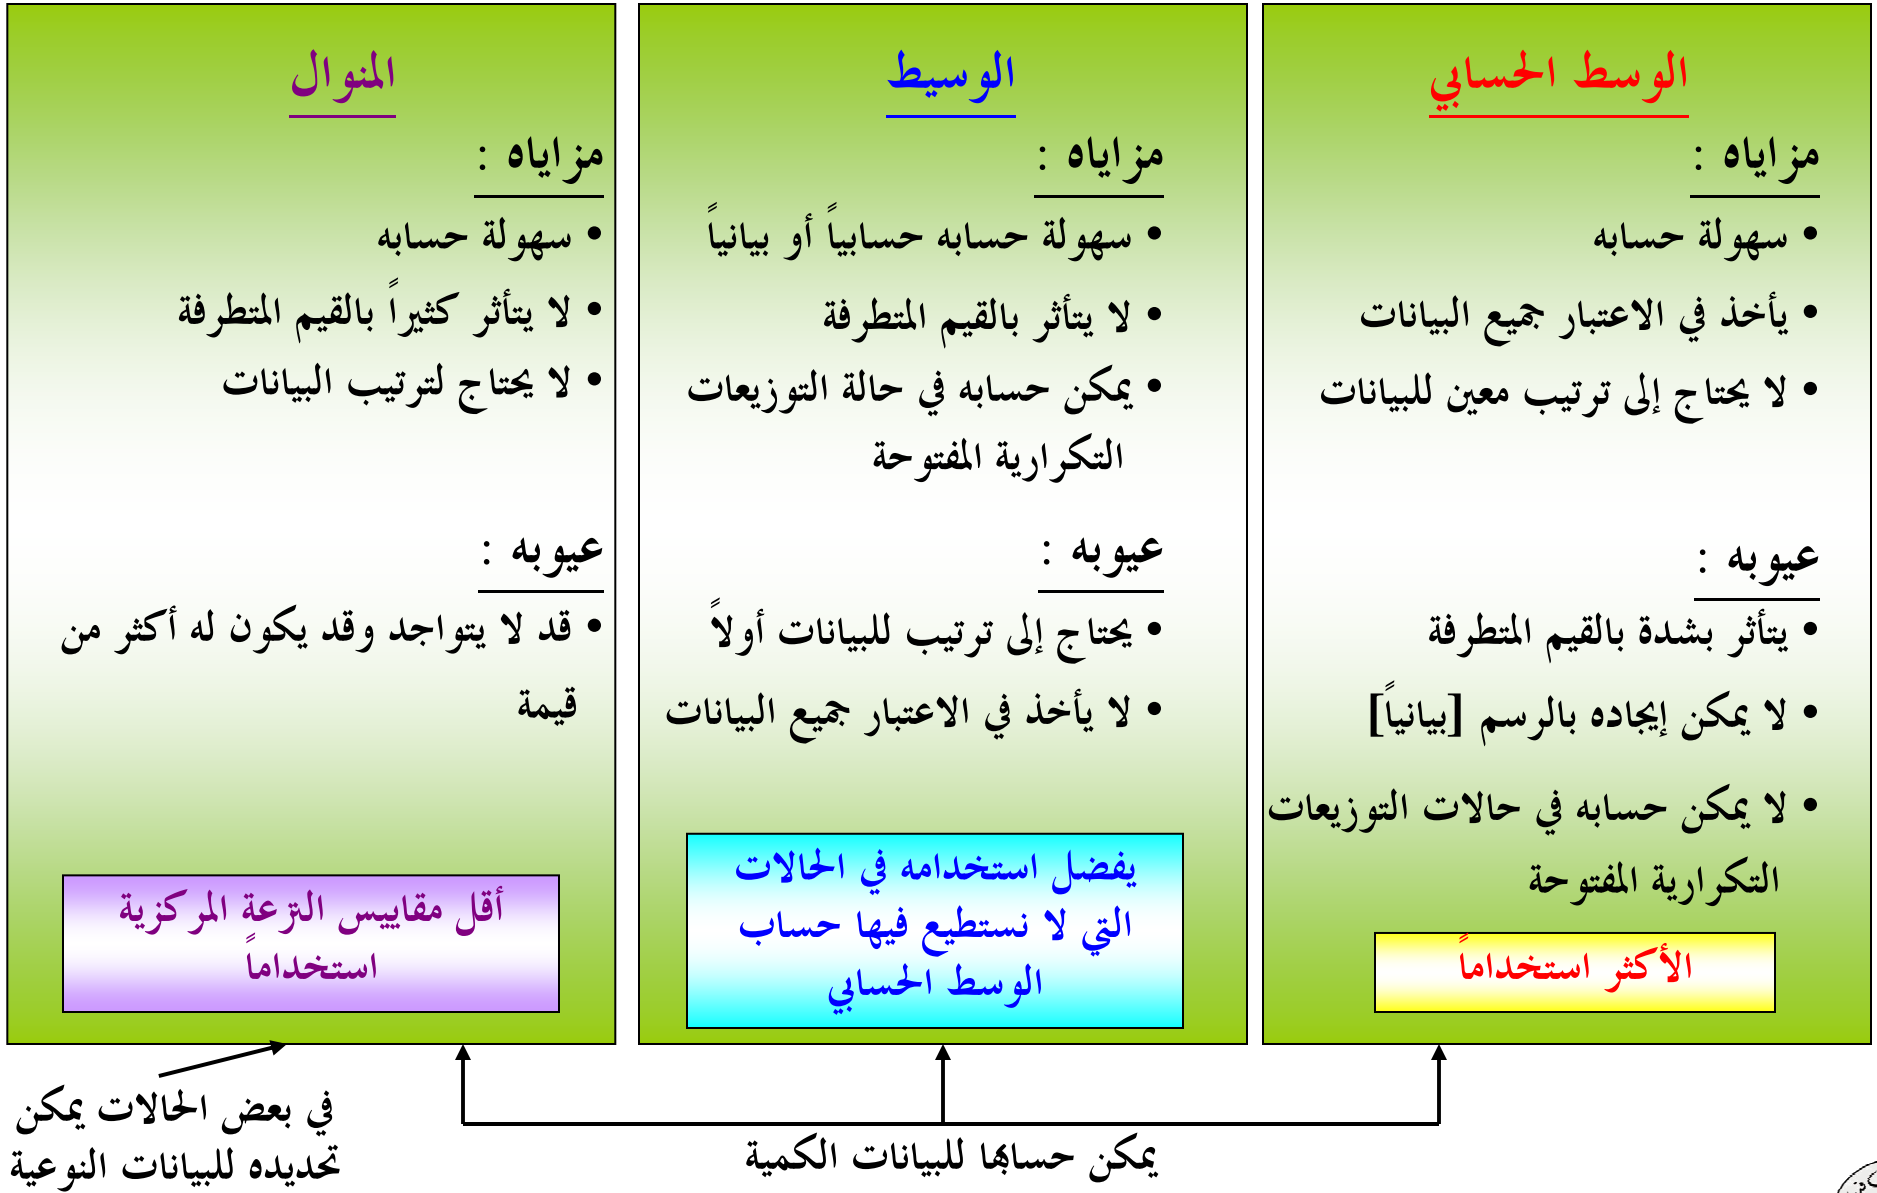 الوسط الحسابي
مزاياه :
• سهولة حسابه
• يأخذ في الاعتبار جميع البيانات
• لا يحتاج إلى ترتيب معين للبيانات
عيوبه :
• يتأثر بشدة بالقيم المتطرفة
• لا يمكن إيجاده بالرسم [بيانياً]
• لا يمكن حسابه في حالات التوزيعات
التكرارية المفتوحة
الأكثر استخداماً
الوسيط
مزاياه :
• سهولة حسابه حسابياً أو بيانياً
• لا يتأثر بالقيم المتطرفة
• يمكن حسابه في حالة التوزيعات
التكرارية المفتوحة
عيوبه :
• يحتاج إلى ترتيب للبيانات أولاً
• لا يأخذ في الاعتبار جميع البيانات
يفضل استخدامه في الحالات
التي لا نستطيع فيها حساب
الوسط الحسابي
المنوال
مزاياه :
• سهولة حسابه
• لا يتأثر كثيراً بالقيم المتطرفة
• لا يحتاج لترتيب البيانات
عيوبه :
• قد لا يتواجد وقد يكون له أكثر من
قيمة
أقل مقاييس النزعة المركزية
استخداماً
يمكن حسابها للبيانات الكمية
في بعض الحالات يمكن
تحديده للبيانات النوعية